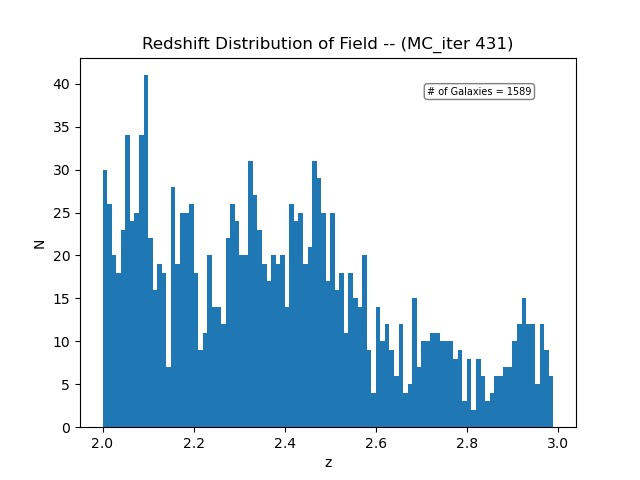 Redshift Distribution of Field -- (MC_iter 431)
# of Galaxies = 1589
40
35
30
25
20
15
10
5
0
N
2.0 2.2 2.4 2.6 2.8 3.0
z